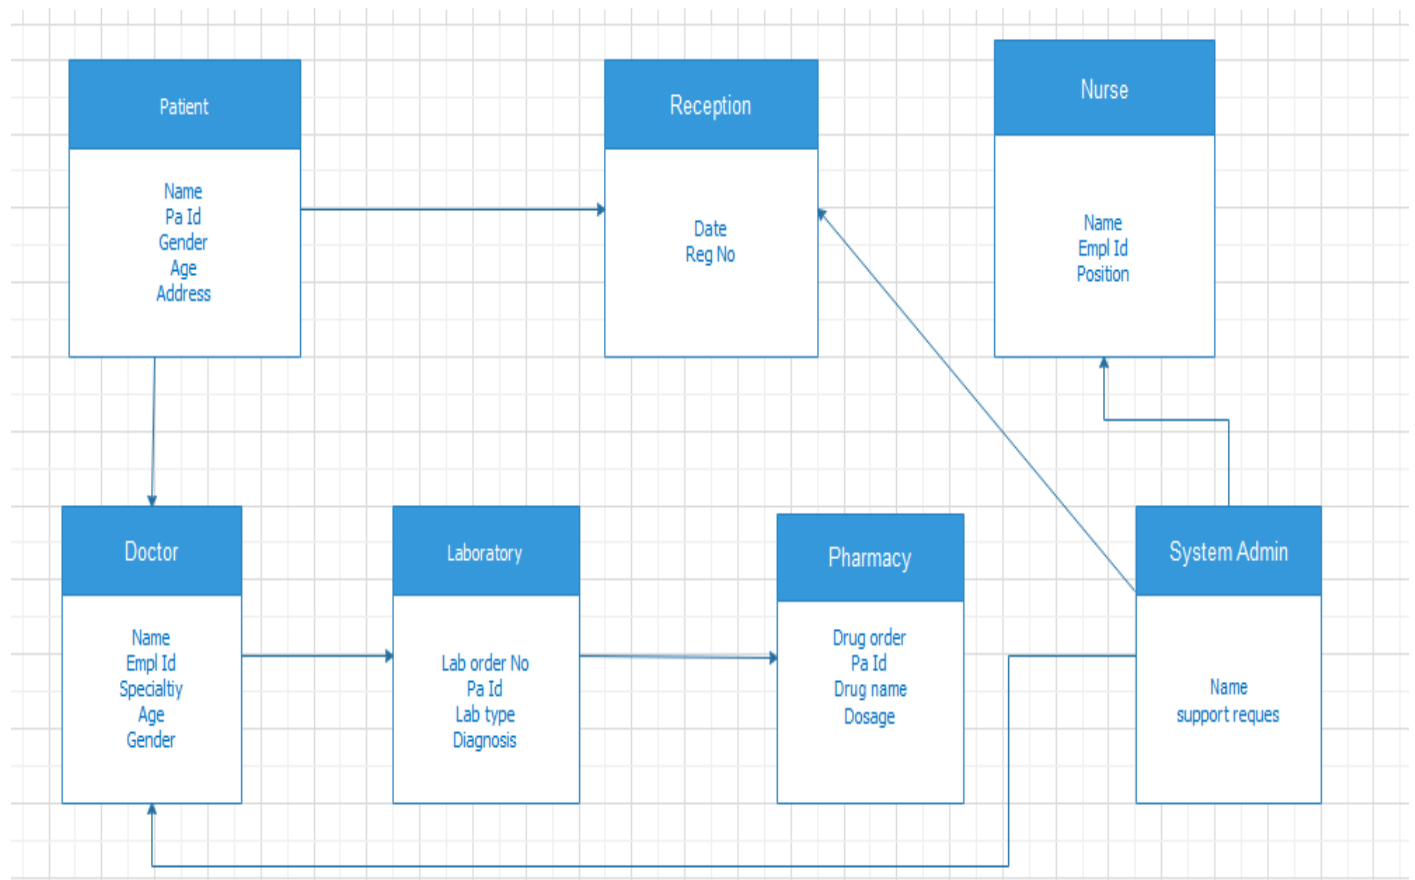 Patient
Name
Pa Id
Gender
Age
Address
Reception
Date
Reg No
Nurse
Name
Empl Id
Position
Doctor
Name
Empl Id
Specialtiy
Age
Gender
Laboratory
Lab order No
Pa Id
Lab type
Diagnosis
Pharmacy
Drug order
Pa Id
Drug name
Dosage
System Admin
Name
support reques